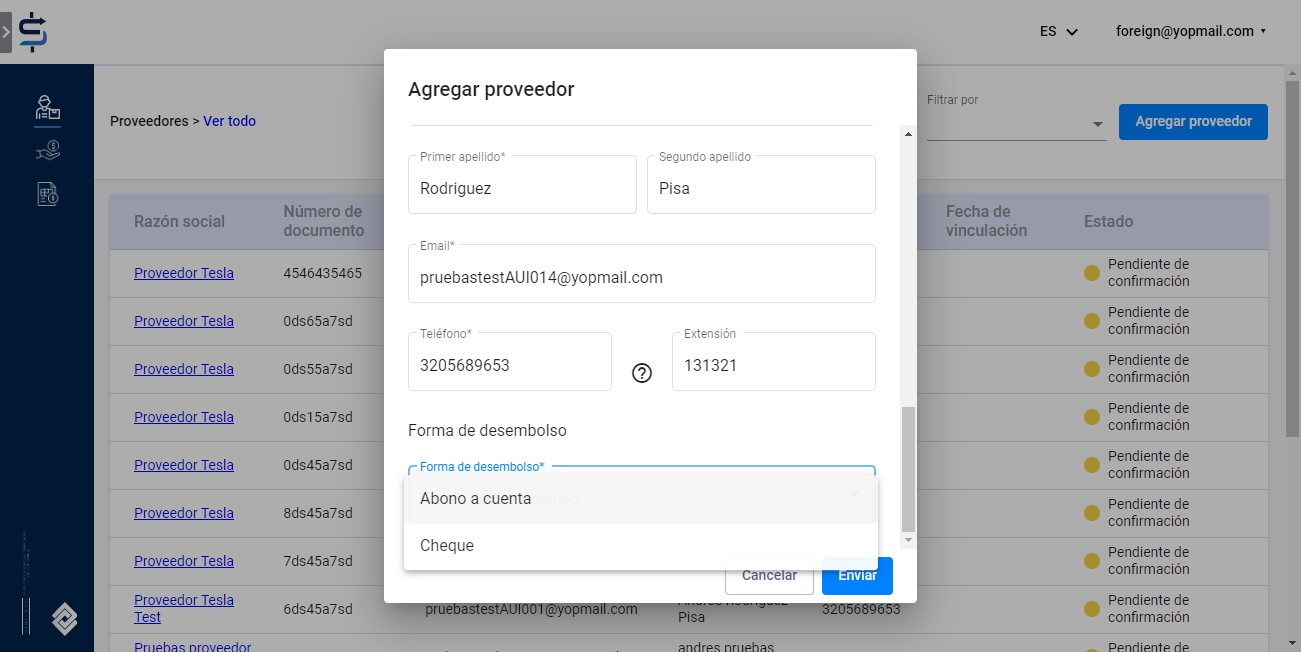 ES
foreign@yopmail.com
Agregar proveedor
Proveedores > Ver todo
Filtrar por
Agregar proveedor
Primer apellido*
Segundo apellido
Rodriguez
Pisa
Email*
pruebastestAUI014@yopmail.com
Teléfono*
Extensión
3205689653
131321
Forma de desembolso
Forma de desembolso*
Abono a cuenta
Cheque
Cancelar
Enviar
Razón social
Número de
documento
Fecha de
vinculación
Estado
Proveedor Tesla
4546435465
Pendiente de
confirmación
Proveedor Tesla
0ds65a7sd
Pendiente de
confirmación
Proveedor Tesla
0ds55a7sd
Pendiente de
confirmación
Proveedor Tesla
0ds15a7sd
Pendiente de
confirmación
Proveedor Tesla
0ds45a7sd
Pendiente de
confirmación
Proveedor Tesla
8ds45a7sd
Pendiente de
confirmación
Proveedor Tesla
7ds45a7sd
Pendiente de
confirmación
Proveedor Tesla
Test
6ds45a7sd
pruebastestAUI001@yopmail.com
Andres Rodriguez
Pisa
3205689653
Pendiente de
confirmación
Pruebas proveedor
andres pruebas
Pendiente de